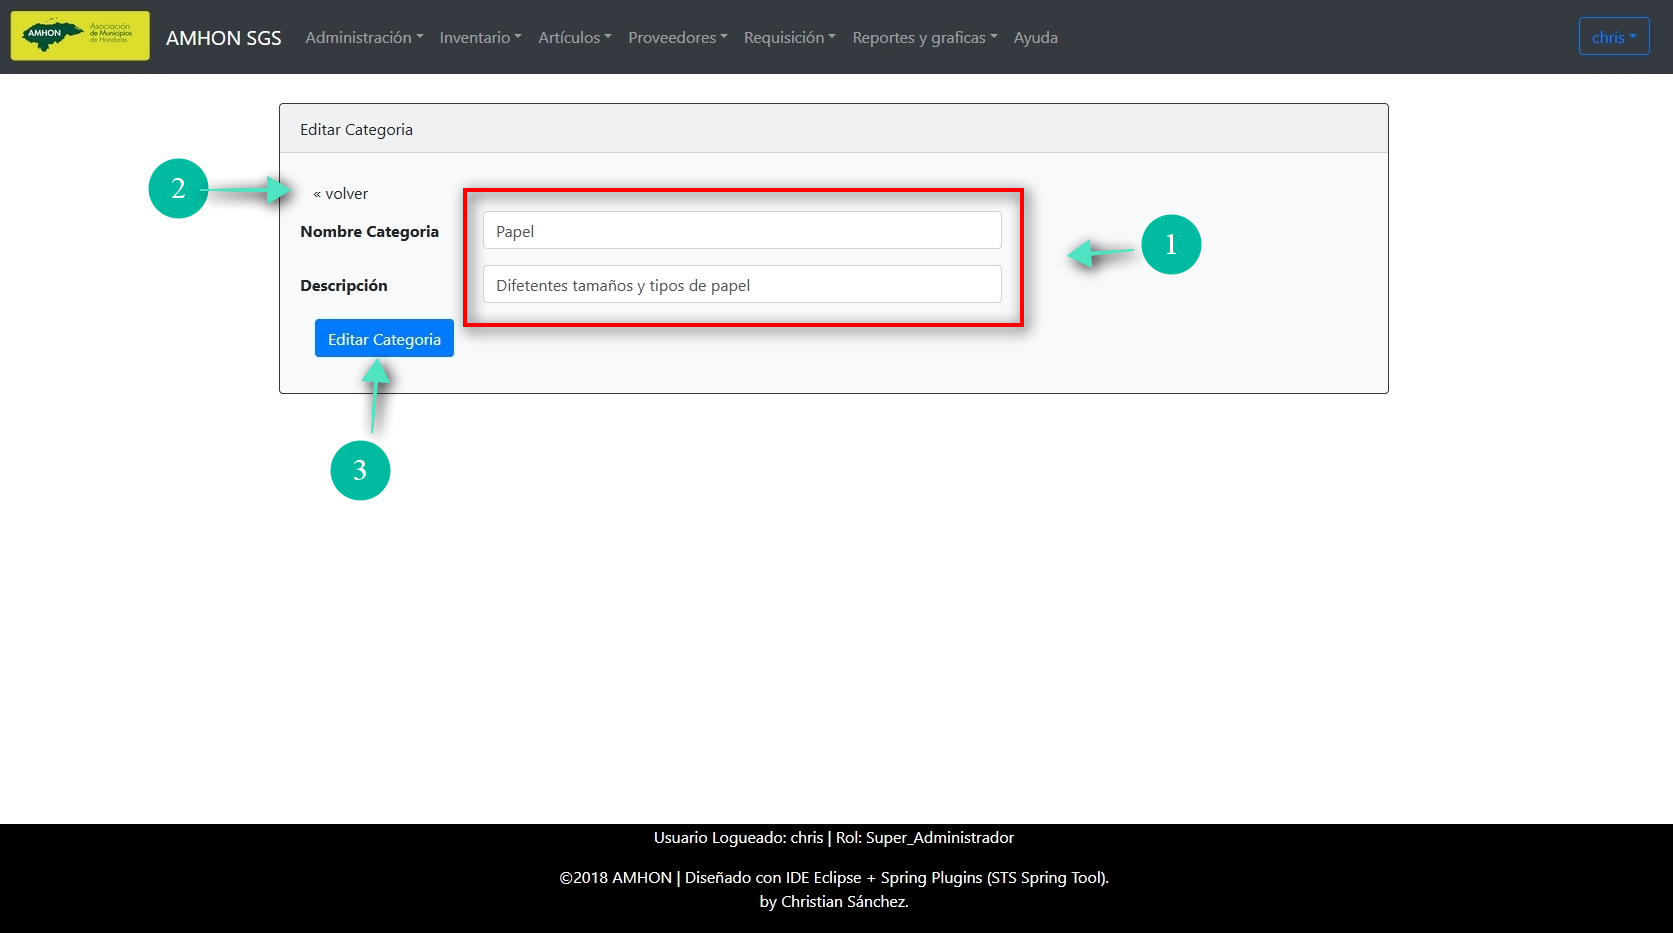 AMHON
Asociación
de Municipios
de Honduras
AMHON SGS Administración Inventario Artículos Proveedores Requisición Reportes y graficas Ayuda chris
Editar Categoria
2
« volver
Nombre Categoria Papel
1
Descripción Difetentes tamaños y tipos de papel
Editar Categoria
3
Usuario Logueado: chris | Rol: Super_Administrador
©2018 AMHON | Diseñado con IDE Eclipse + Spring Plugins (STS Spring Tool).
by Christian Sánchez.